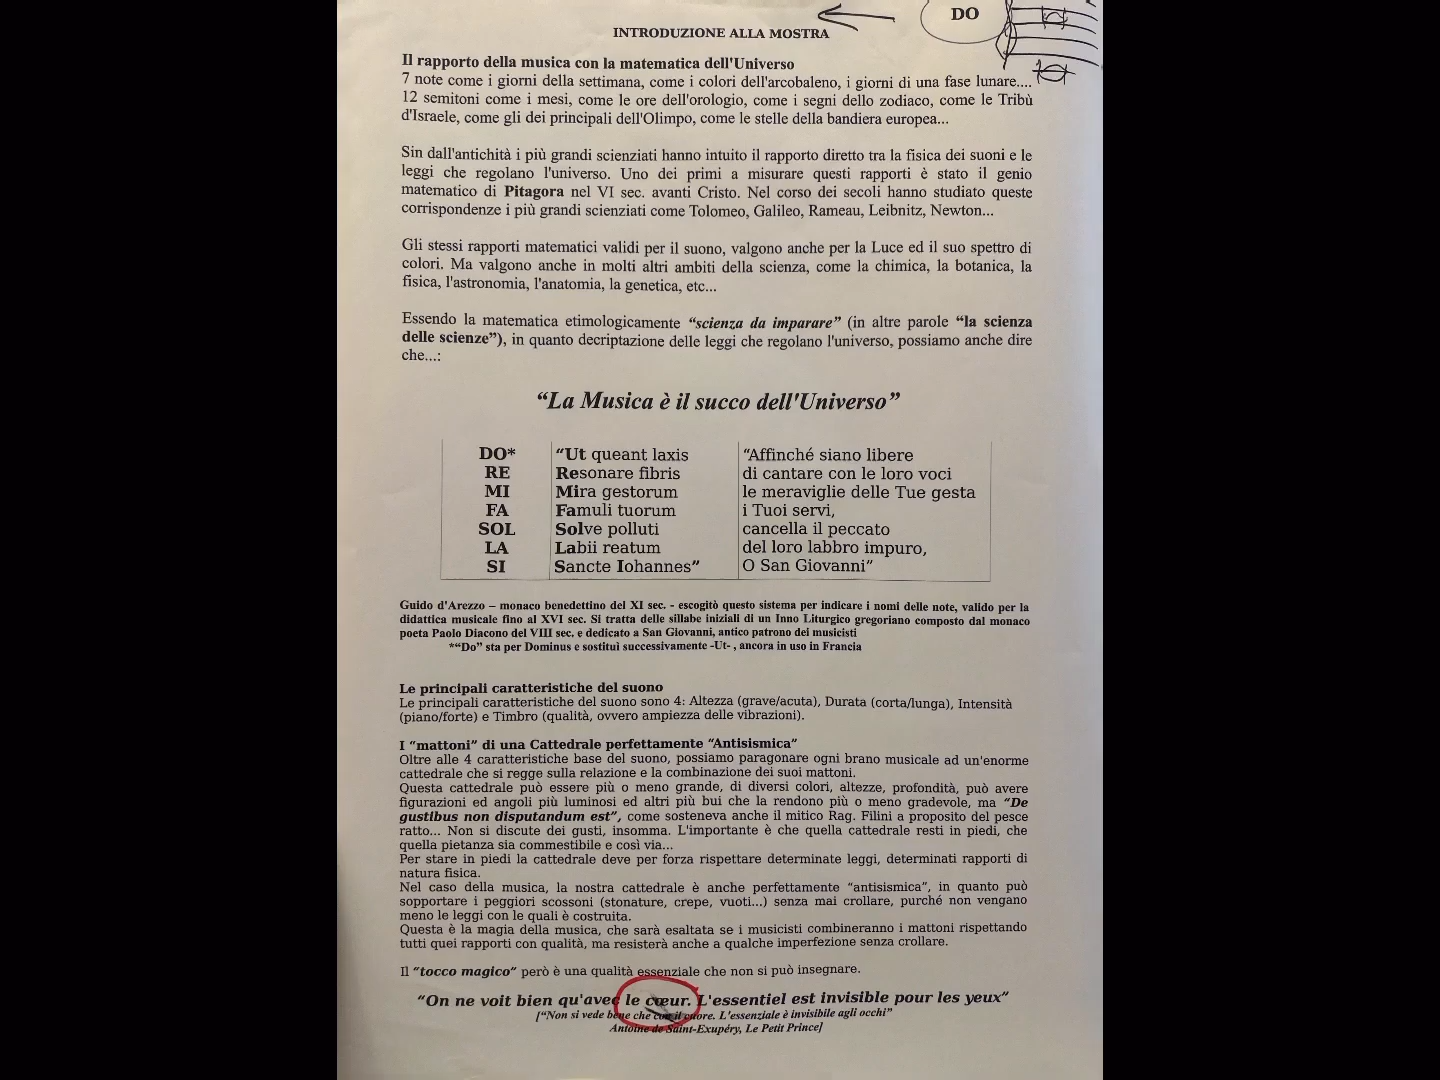 DO
INTRODUZIONE ALLA MOSTRA
Il rapporto della musica con la matematica dell'Universo
7 note come i giorni della settimana, come i colori dell'arcobaleno, i giorni di una fase lunare....
12 semitoni come i mesi, come le ore dell'orologio, come i segni dello zodiaco, come le Tribù
d'Israele, come gli dei principali dell'Olimpo, come le stelle della bandiera europea...
Sin dall'antichità i più grandi scienziati hanno intuito il rapporto diretto tra la fisica dei suoni e le
leggi che regolano l'universo. Uno dei primi a misurare questi rapporti è stato il genio
matematico di Pitagora nel VI sec. avanti Cristo. Nel corso dei secoli hanno studiato queste
corrispondenze i più grandi scienziati come Tolomeo, Galileo, Rameau, Leibnitz, Newton...
Gli stessi rapporti matematici validi per il suono, valgono anche per la Luce ed il suo spettro di
colori. Ma valgono anche in molti altri ambiti della scienza, come la chimica, la botanica, la
fisica, l'astronomia, l'anatomia, la genetica, etc...
Essendo la matematica etimologicamente “scienza da imparare” (in altre parole “la scienza
delle scienze”), in quanto decriptazione delle leggi che regolano l'universo, possiamo anche dire
che...:
“La Musica è il succo dell'Universo”
DO* “Ut queant laxis “Affinché siano libere
RE Resonare fibris di cantare con le loro voci
MI Mira gestorum le meraviglie delle Tue gesta
FA Famuli tuorum i Tuoi servi,
SOL Solve polluti cancella il peccato
LA Labii reatum del loro labbro impuro,
SI Sancte Iohannes” O San Giovanni”
Guido d'Arezzo – monaco benedettino del XI sec. - escogitò questo sistema per indicare i nomi delle note, valido per la
didattica musicale fino al XVI sec. Si tratta delle sillabe iniziali di un Inno Liturgico gregoriano composto dal monaco
poeta Paolo Diacono del VIII sec. e dedicato a San Giovanni, antico patrono dei musicisti
*“Do” sta per Dominus e sostituì successivamente -Ut- , ancora in uso in Francia
Le principali caratteristiche del suono
Le principali caratteristiche del suono sono 4: Altezza (grave/acuta), Durata (corta/lunga), Intensità
(piano/forte) e Timbro (qualità, ovvero ampiezza delle vibrazioni).
I “mattoni” di una Cattedrale perfettamente “Antisismica”
Oltre alle 4 caratteristiche base del suono, possiamo paragonare ogni brano musicale ad un'enorme
cattedrale che si regge sulla relazione e la combinazione dei suoi mattoni.
Questa cattedrale può essere più o meno grande, di diversi colori, altezze, profondità, può avere
figurazioni ed angoli più luminosi ed altri più bui che la rendono più o meno gradevole, ma “De
gustibus non disputandum est”, come sosteneva anche il mitico Rag. Filini a proposito del pesce
ratto... Non si discute dei gusti, insomma. L'importante è che quella cattedrale resti in piedi, che
quella pietanza sia commestibile e così via...
Per stare in piedi la cattedrale deve per forza rispettare determinate leggi, determinati rapporti di
natura fisica.
Nel caso della musica, la nostra cattedrale è anche perfettamente “antisismica”, in quanto può
sopportare i peggiori scossoni (stonature, crepe, vuoti...) senza mai crollare, purché non vengano
meno le leggi con le quali è costruita.
Questa è la magia della musica, che sarà esaltata se i musicisti combineranno i mattoni rispettando
tutti quei rapporti con qualità, ma resisterà anche a qualche imperfezione senza crollare.
Il “tocco magico” però è una qualità essenziale che non si può insegnare.
“On ne voit bien qu'avec le cœur. L'essentiel est invisible pour les yeux”
[“Non si vede bene che con il cuore. L'essenziale è invisibile agli occhi”
Antoine de Saint-Exupéry, Le Petit Prince]